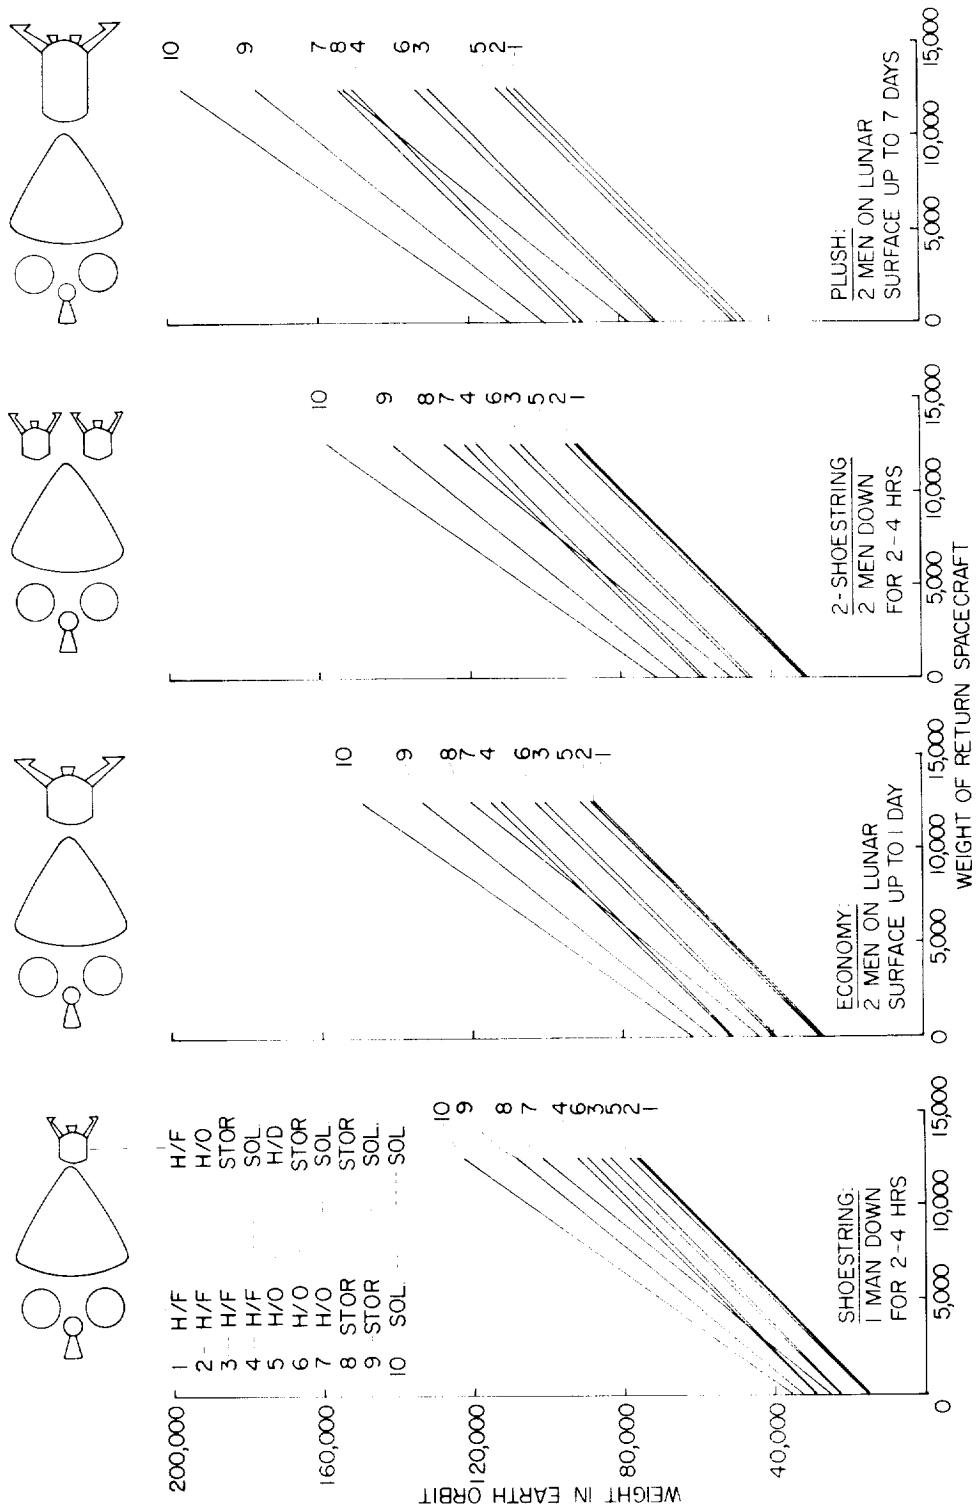 WEIGHT IN EARTH ORBIT
200,000
160,000
120,000
80,000
40,000
1 H/F H/F
2 H/F H/O
3 H/F STOR
4 H/F SOL.
5 H/O H/D
6 H/O STOR
7 H/O SOL
8 STOR STOR
9 STOR SOL.
10 SOL. SOL.
10
9
8
7
4
6
3
5
2
1
SHOESTRING:
1 MAN DOWN
FOR 2-4 HRS
0 5,000 10,000 15,000
10
9
8
7
4
6
3
5
2
1
ECONOMY:
2 MEN ON LUNAR
SURFACE UP TO 1 DAY
0 5,000 10,000 15,000
10
9
8
7
4
6
3
5
2
1
2-SHOESTRING
2 MEN DOWN
FOR 2-4 HRS
0 5,000 10,000 15,000
10
9
7
8
4
6
3
5
2
1
PLUSH:
2 MEN ON LUNAR
SURFACE UP TO 7 DAYS
0 5,000 10,000 15,000
WEIGHT OF RETURN SPACECRAFT